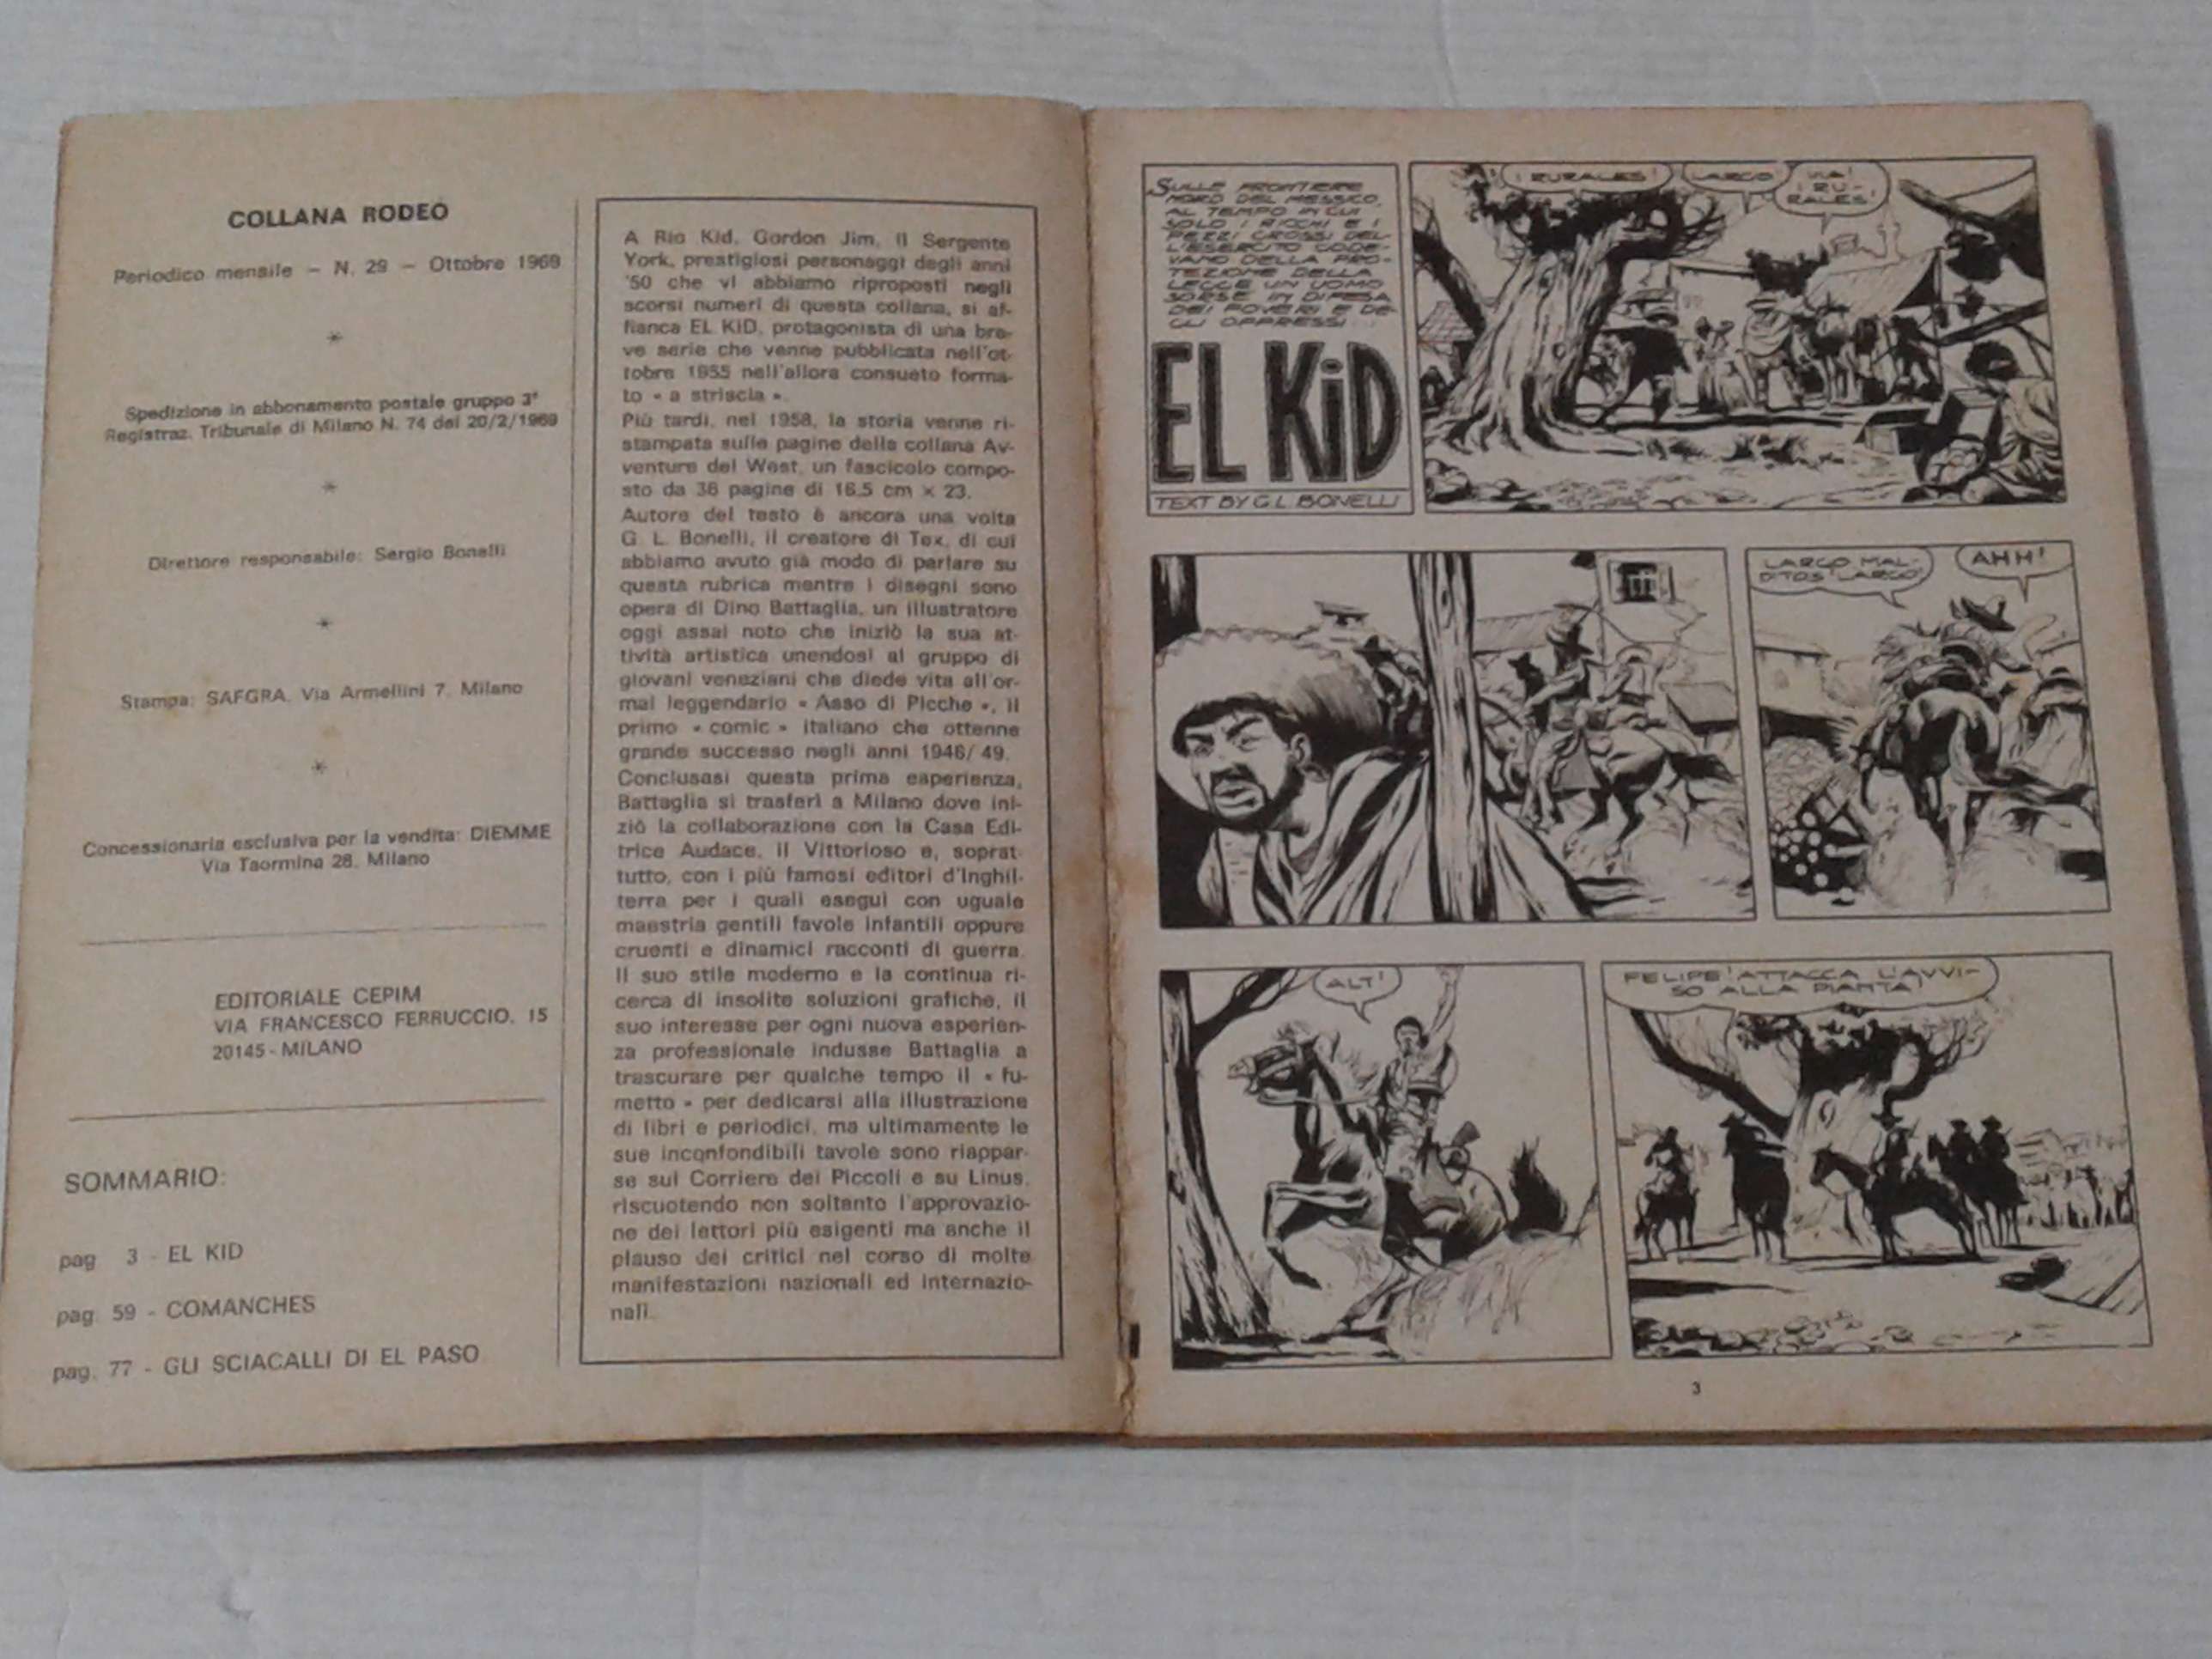 COLLANA RODEO
Periodico mensile – N. 29 – Ottobre 1969
*
Spedizione in abbonamento postale gruppo 3°
Registraz. Tribunale di Milano N. 74 del 20/2/1969
*
Direttore responsabile: Sergio Bonelli
*
Stampa: SAFGRA. Via Armellini 7. Milano
*
Concessionaria esclusiva per la vendita: DIEMME
Via Taormina 28. Milano
EDITORIALE CEPIM
VIA FRANCESCO FERRUCCIO, 15
20145 - MILANO
SOMMARIO:
pag 3 - EL KID
pag. 59 - COMANCHES
pag. 77 - GLI SCIACALLI DI EL PASO
A Rio Kid, Gordon Jim, il Sergente
York, prestigiosi personaggi degli anni
'50 che vi abbiamo riproposti negli
scorsi numeri di questa collana, si af-
fianca EL KID, protagonista di una bre-
ve serie che venne pubblicata nell'ot-
tobre 1955 nell'allora consueto forma-
to « a striscia ».
Più tardi, nel 1958, la storia venne ri-
stampata sulle pagine della collana Av-
venture del West, un fascicolo compo-
sto da 36 pagine di 16,5 cm × 23.
Autore del testo è ancora una volta
G. L. Bonelli, il creatore di Tex, di cui
abbiamo avuto già modo di parlare su
questa rubrica mentre i disegni sono
opera di Dino Battaglia, un illustratore
oggi assai noto che iniziò la sua at-
tività artistica unendosi al gruppo di
giovani veneziani che diede vita all'or-
mai leggendario « Asso di Picche », il
primo « comic » italiano che ottenne
grande successo negli anni 1946/49.
Conclusasi questa prima esperienza,
Battaglia si trasferì a Milano dove ini-
ziò la collaborazione con la Casa Edi-
trice Audace, il Vittorioso e, soprat-
tutto, con i più famosi editori d'Inghil-
terra per i quali eseguì con uguale
maestria gentili favole infantili oppure
cruenti e dinamici racconti di guerra.
Il suo stile moderno e la continua ri-
cerca di insolite soluzioni grafiche, il
suo interesse per ogni nuova esperien-
za professionale indusse Battaglia a
trascurare per qualche tempo il « fu-
metto » per dedicarsi alla illustrazione
di libri e periodici, ma ultimamente le
sue inconfondibili tavole sono riappar-
se sul Corriere dei Piccoli e su Linus,
riscuotendo non soltanto l'approvazio-
ne dei lettori più esigenti ma anche il
plauso dei critici nel corso di molte
manifestazioni nazionali ed internazio-
nali.
SULLE FRONTIERE
NORD DEL MESSICO,
AL TEMPO IN CUI
SOLO I RICCHI E I
PEZZI GROSSI DEL-
L'ESERCITO GODE-
VANO DELLA PRO-
TEZIONE DELLA
LEGGE UN UOMO
SORSE IN DIFESA
DEI POVERI E DE-
GLI OPPRESSI...
EL KiD
TEXT BY G.L. BONELLI
I RURALES!
LARGO
VIA!
I RU-
RALES!
LARGO MAL-
DITOS LARGO!
AHH!
ALT!
FELIPE! ATTACCA L'AVVI-
SO ALLA PIANTA!
3